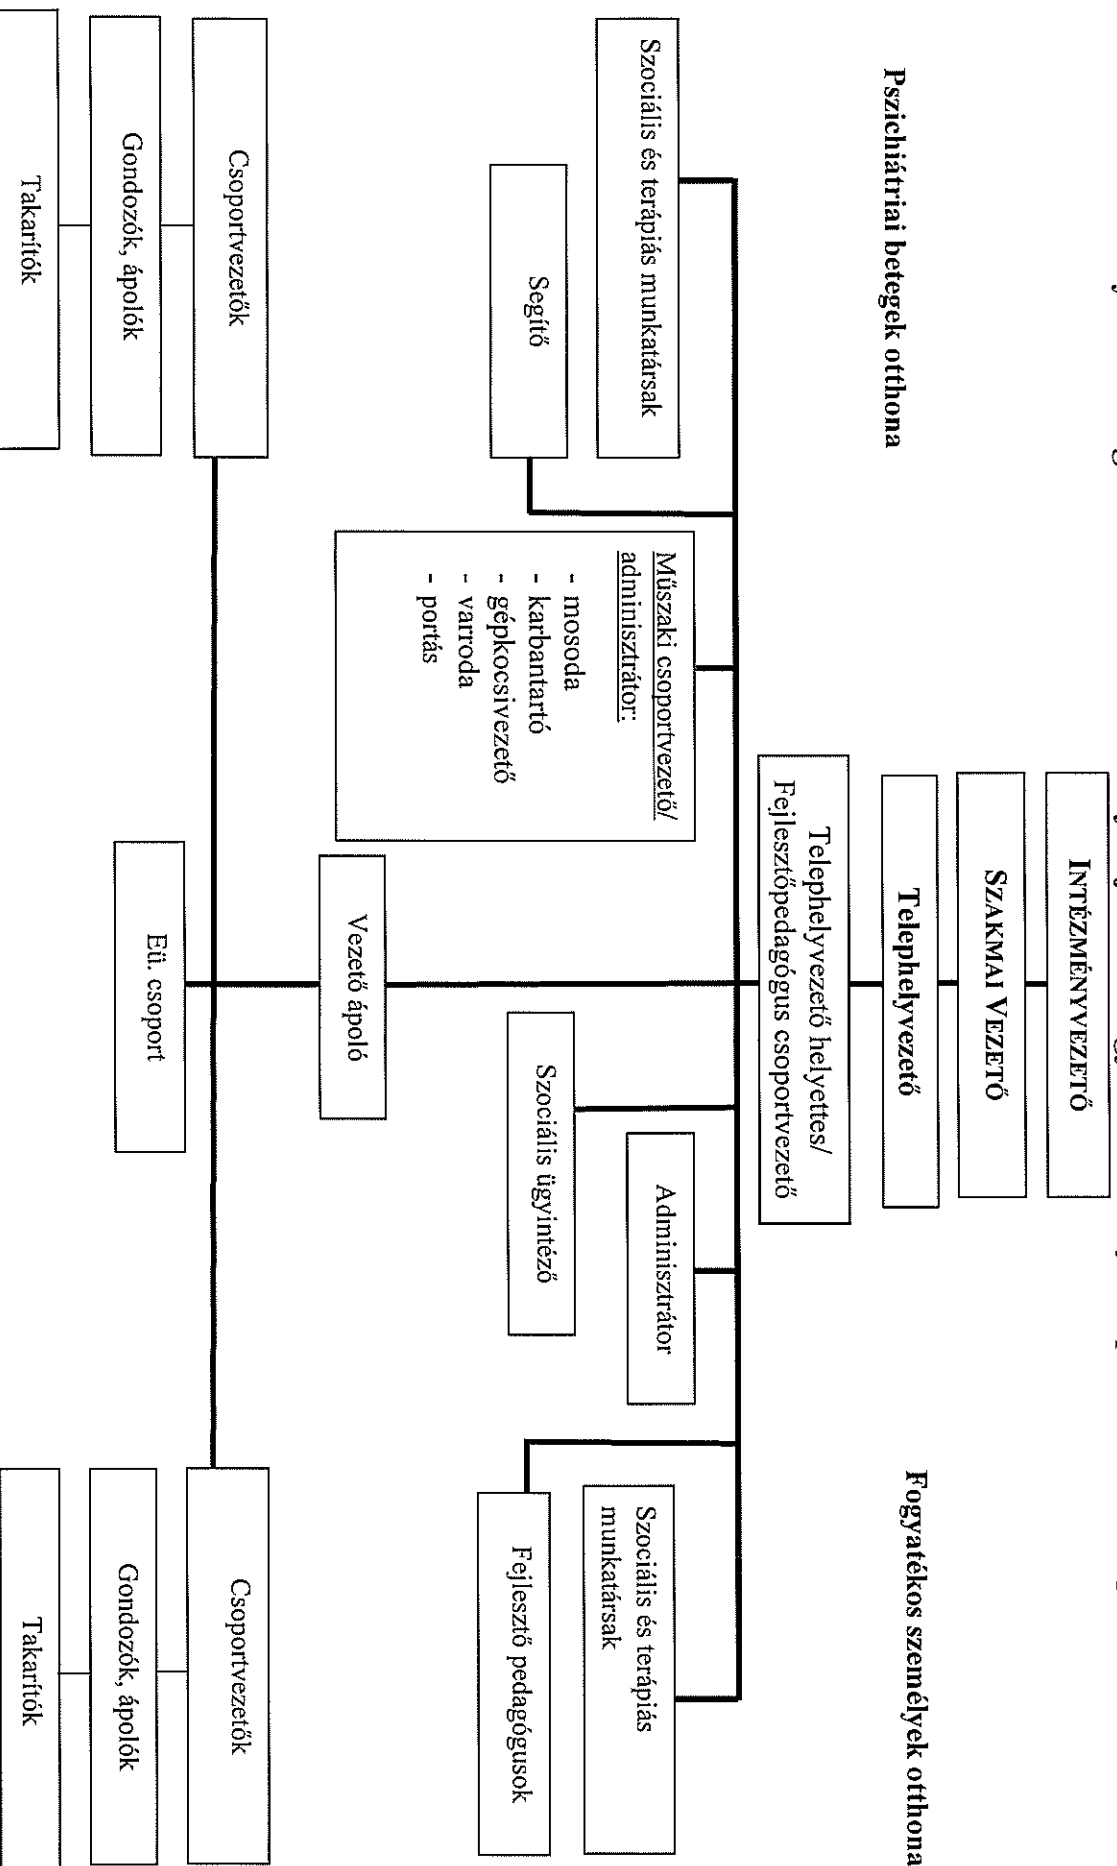 INTÉZMÉNYVEZETŐ
SZAKMAI VEZETŐ
Pszichiátriai betegek otthona
Telephelyvezető
Fogyatékos személyek otthona
Telephelyvezető helyettes/
Fejlesztőpedagógus csoportvezető
Szociális és terápiás munkatársak
Műszaki csoportvezető/
adminisztrátor:
- mosoda
- karbantartó
- gépkocsivezető
- varroda
- portás
Adminisztrátor
Szociális és terápiás
munkatársak
Segítő
Szociális ügyintéző
Fejlesztő pedagógusok
Vezető ápoló
Csoportvezetők
Csoportvezetők
Gondozók, ápolók
Eü. csoport
Gondozók, ápolók
Takarítók
Takarítók